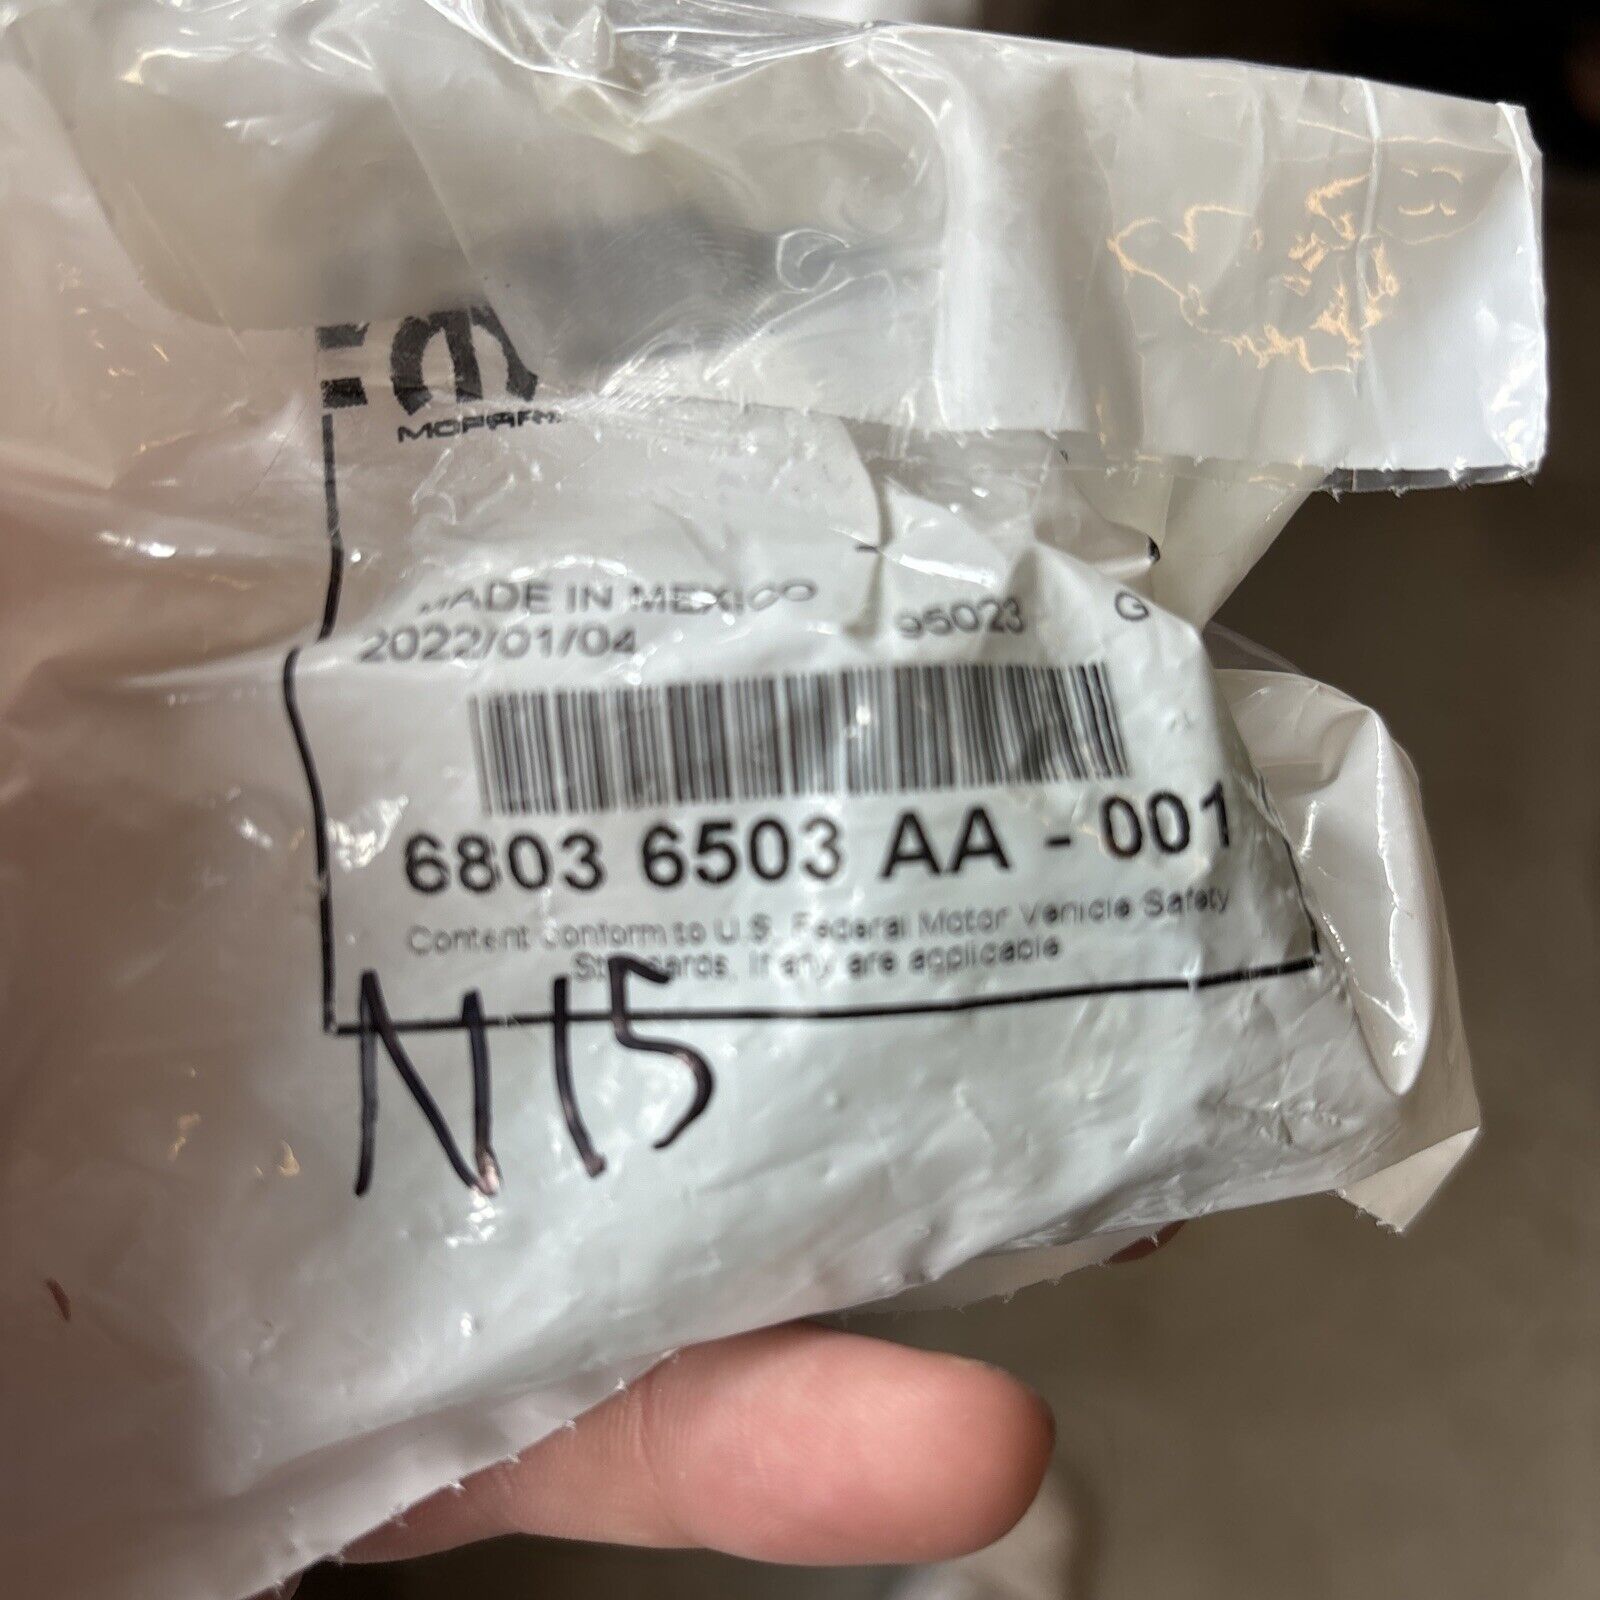 MOPAR
MADE IN MEXICO
2022/01/04 95023 G
6803 6503 AA - 001
Content conform to U.S. Federal Motor Vehicle Safety
Standards, If any are applicable
N15